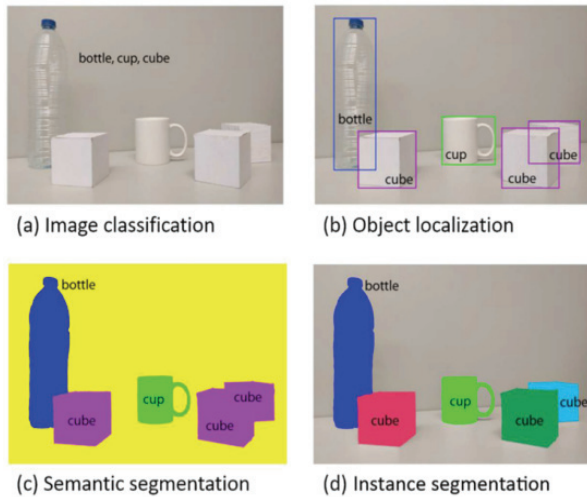 bottle, cup, cube
(a) Image classification
bottle
cube
cup
cube
cube
(b) Object localization
bottle
cube
cup
cube
cube
(c) Semantic segmentation
bottle
cube
cup
cube
cube
(d) Instance segmentation